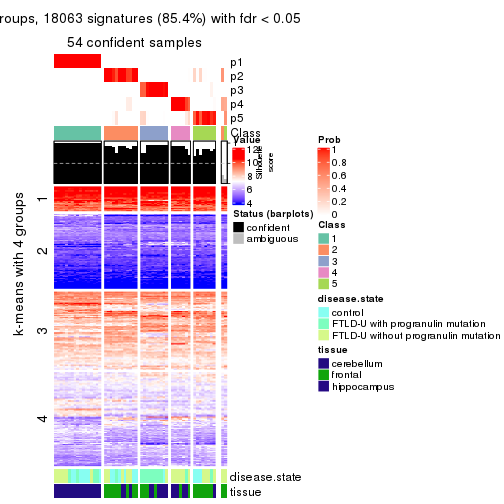 roups, 18063 signatures (85.4%) with fdr < 0.05
54 confident samples
p1
p2
p3
p4
p5
Class
k-means with 4 groups
1
2
3
4
Value
12
10
8
6
4
Silhouette
score
Status (barplots)
confident
ambiguous
Prob
1
0.8
0.6
0.4
0.2
0
Class
1
2
3
4
5
disease.state
control
FTLD-U with progranulin mutation
FTLD-U without progranulin mutation
tissue
cerebellum
frontal
hippocampus
disease.state
tissue